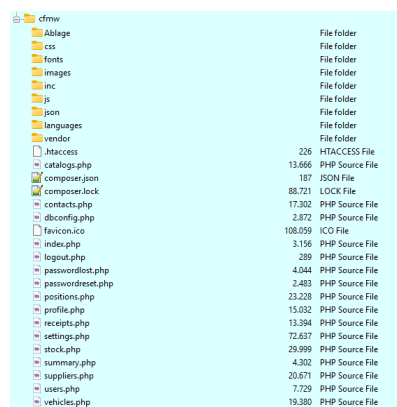 cfmw
Ablage File folder
css File folder
fonts File folder
images File folder
inc File folder
js File folder
json File folder
languages File folder
vendor File folder
.htaccess 226 HTACCESS File
catalogs.php 13.666 PHP Source File
composer.json 187 JSON File
composer.lock 88.721 LOCK File
contacts.php 17.302 PHP Source File
dbconfig.php 2.872 PHP Source File
favicon.ico 108.059 ICO File
index.php 3.156 PHP Source File
logout.php 289 PHP Source File
passwordlost.php 4.044 PHP Source File
passwordreset.php 2.483 PHP Source File
positions.php 23.228 PHP Source File
profile.php 15.032 PHP Source File
receipts.php 13.394 PHP Source File
settings.php 72.637 PHP Source File
stock.php 29.999 PHP Source File
summary.php 4.302 PHP Source File
suppliers.php 20.671 PHP Source File
users.php 7.729 PHP Source File
vehicles.php 19.380 PHP Source File